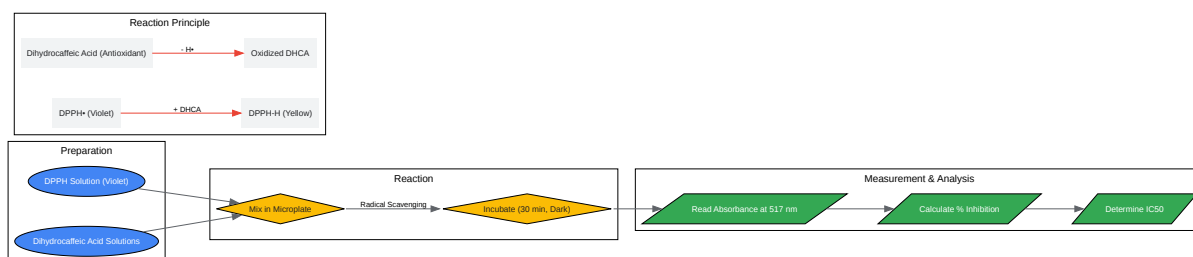 Reaction Principle
Dihydrocaffeic Acid (Antioxidant)
- H•
Oxidized DHCA
DPPH• (Violet)
+ DHCA
DPPH-H (Yellow)
Preparation
DPPH Solution (Violet)
Dihydrocaffeic Acid Solutions
Reaction
Mix in Microplate
Radical Scavenging
Incubate (30 min, Dark)
Measurement & Analysis
Read Absorbance at 517 nm
Calculate % Inhibition
Determine IC50